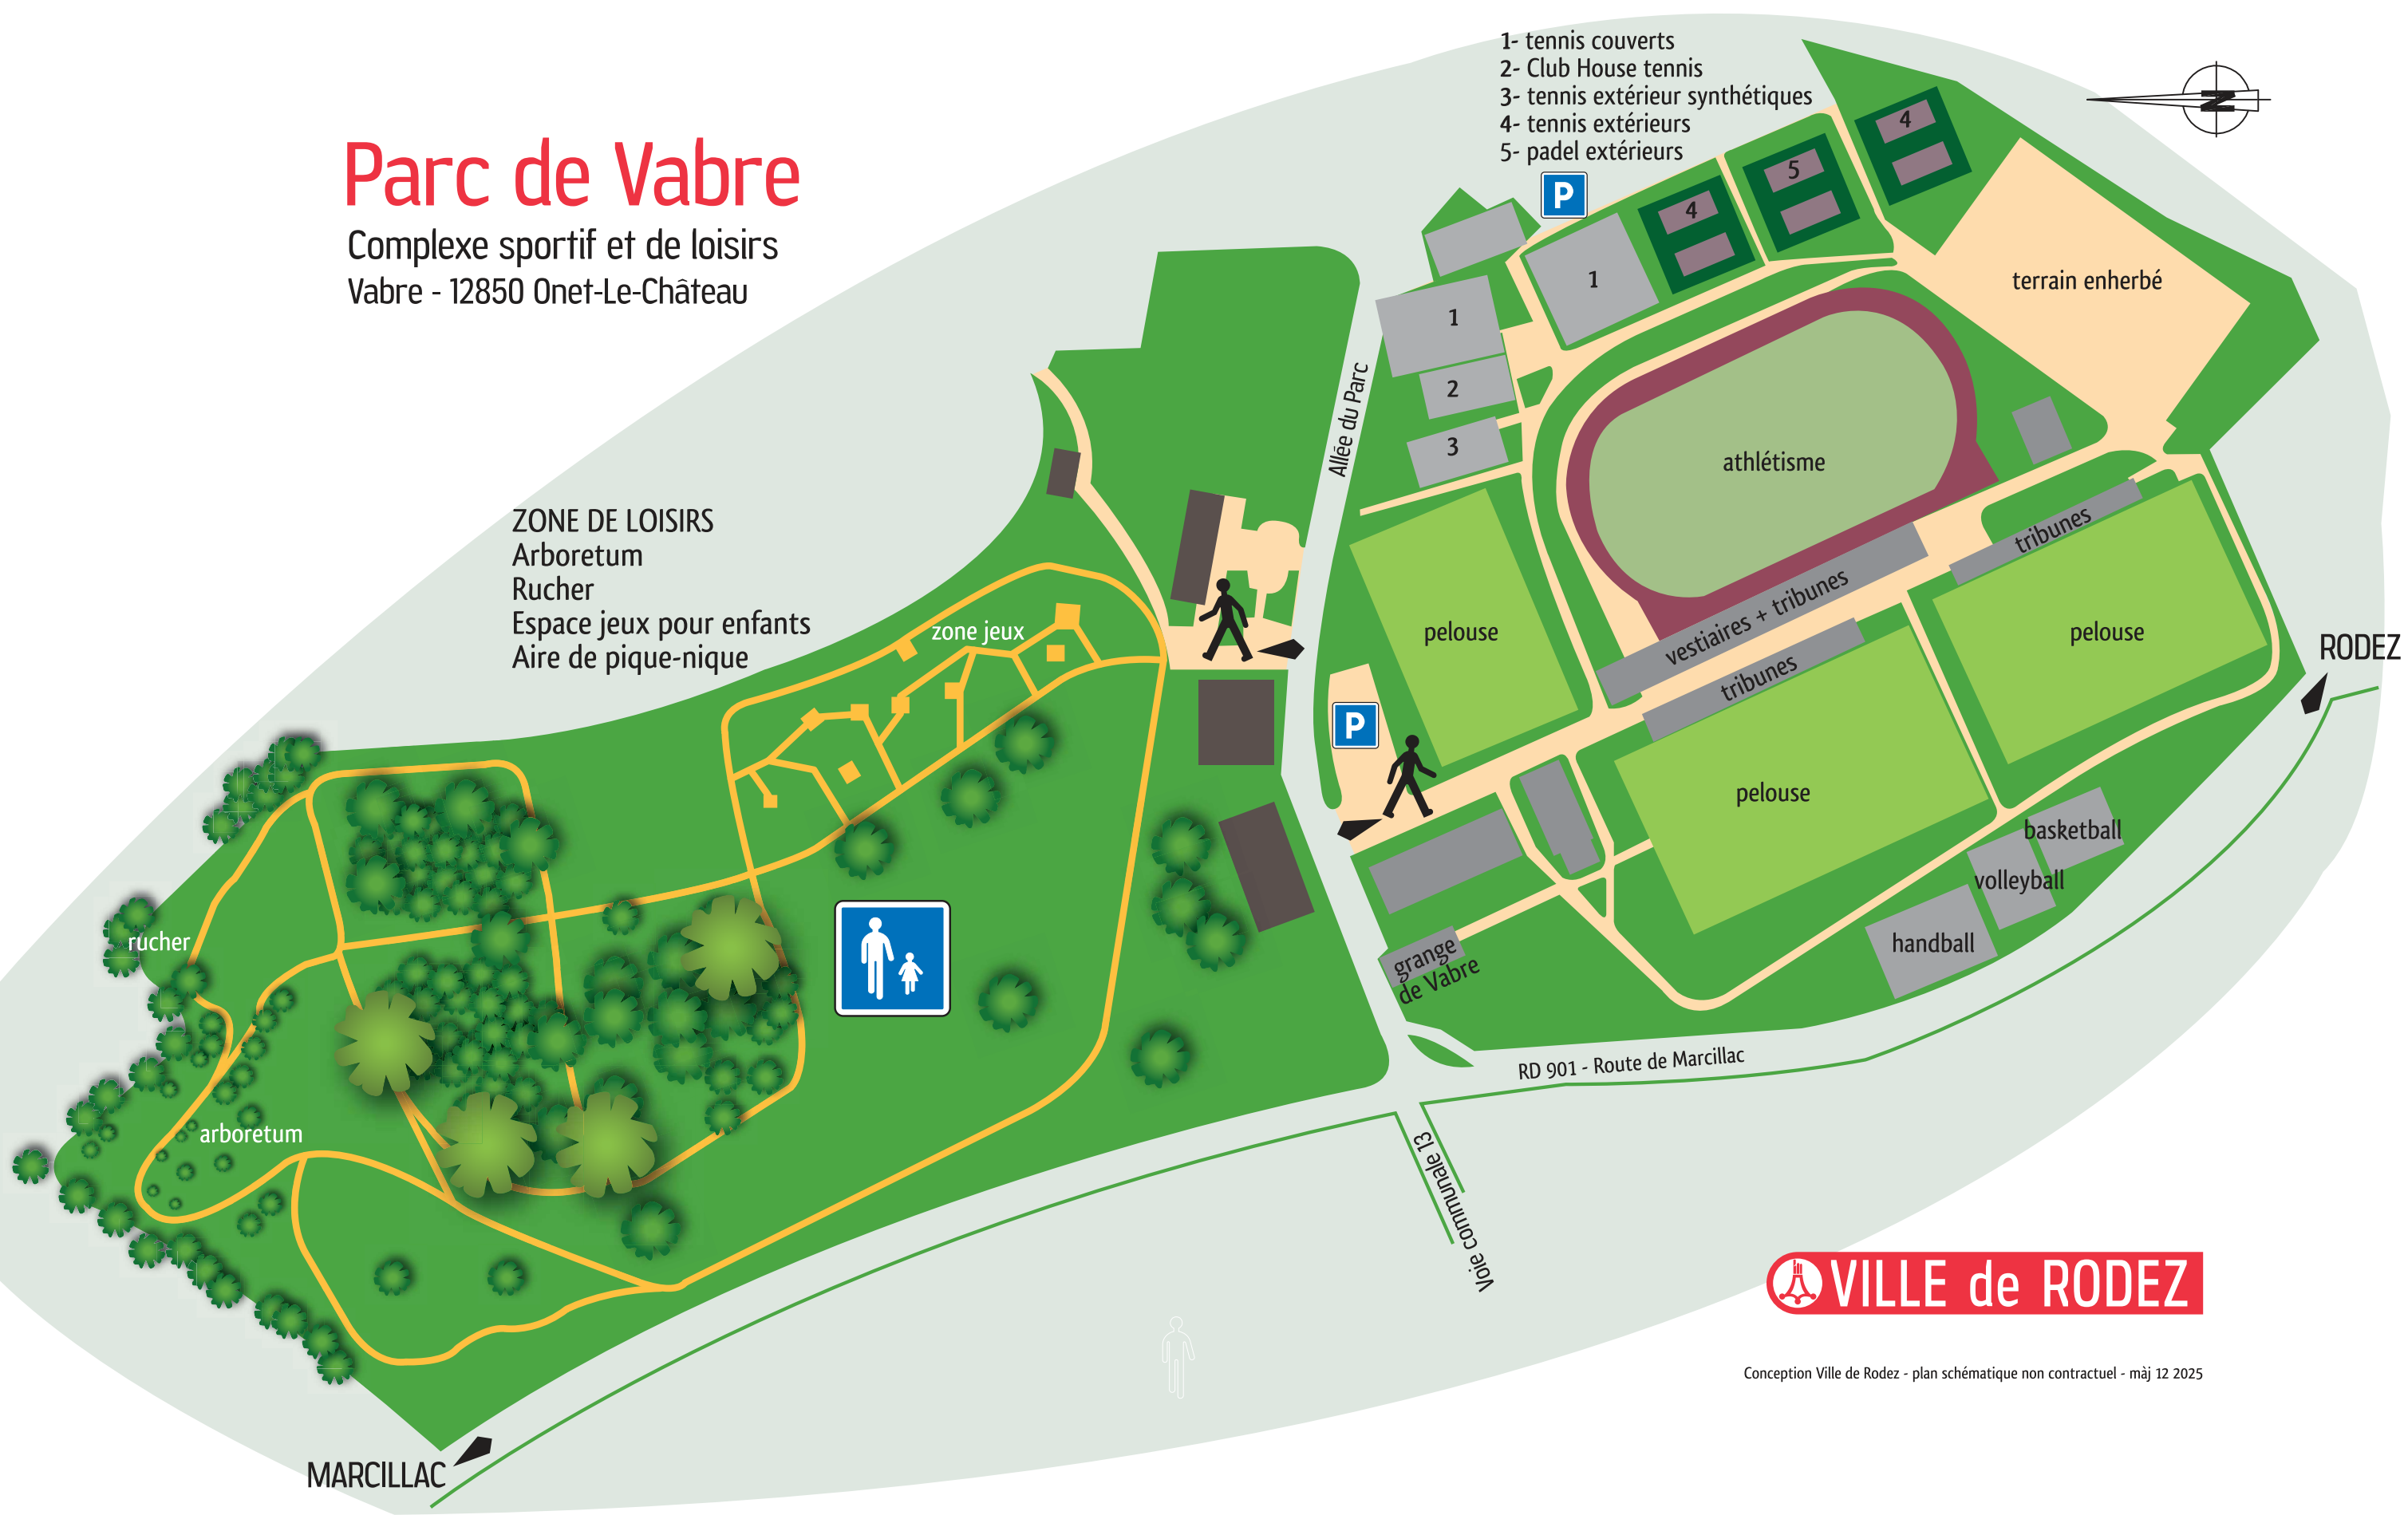 Parc de Vabre
Complexe sportif et de loisirs
Vabre - 12850 Onet-Le-Château
1- tennis couverts
2- Club House tennis
3- tennis extérieur synthétiques
4- tennis extérieurs
5- padel extérieurs
P
N
4
5
4
1
1
2
3
terrain enherbé
Allée du Parc
athlétisme
ZONE DE LOISIRS
Arboretum
Rucher
Espace jeux pour enfants
Aire de pique-nique
zone jeux
pelouse
vestiaires + tribunes
tribunes
tribunes
pelouse
RODEZ
P
pelouse
basketball
volleyball
handball
grange
de Vabre
rucher
arboretum
RD 901 - Route de Marcillac
Voie communale 13
VILLE de RODEZ
Conception Ville de Rodez - plan schématique non contractuel - màj 12 2025
MARCILLAC